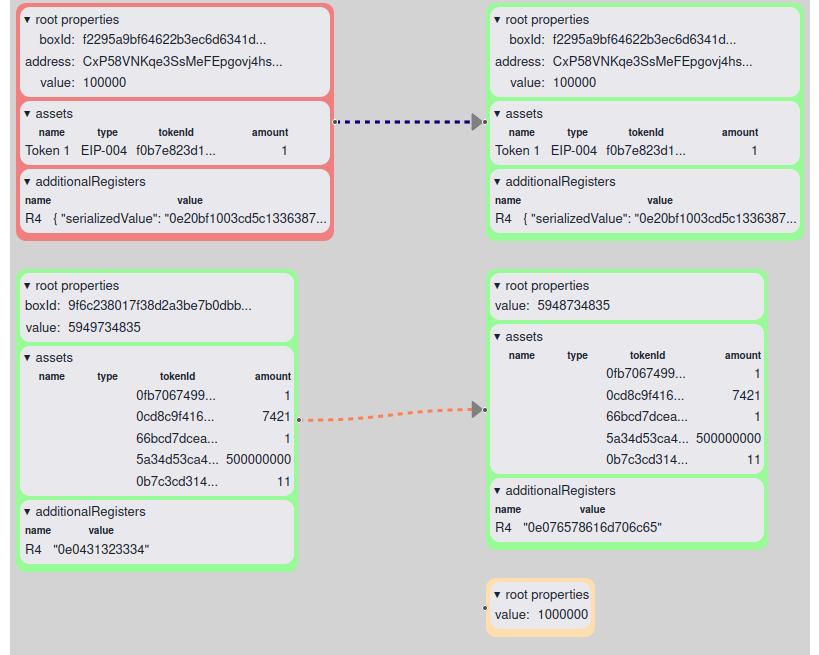 ▼ root properties
boxId: f2295a9bf64622b3ec6d6341d...
address: CxP58VNKqe3SsMeFEpgovj4hs...
value: 100000
▼ assets
name type tokenId amount
Token 1 EIP-004 f0b7e823d1... 1
▼ additionalRegisters
name value
R4 { "serializedValue": "0e20bf1003cd5c1336387...
▼ root properties
boxId: f2295a9bf64622b3ec6d6341d...
address: CxP58VNKqe3SsMeFEpgovj4hs...
value: 100000
▼ assets
name type tokenId amount
Token 1 EIP-004 f0b7e823d1... 1
▼ additionalRegisters
name value
R4 { "serializedValue": "0e20bf1003cd5c1336387...
▼ root properties
boxId: 9f6c238017f38d2a3be7b0dbb...
value: 5949734835
▼ assets
name type tokenId amount
0fb7067499... 1
0cd8c9f416... 7421
66bcd7dcea... 1
5a34d53ca4... 500000000
0b7c3cd314... 11
▼ additionalRegisters
name value
R4 "0e0431323334"
▼ root properties
value: 5948734835
▼ assets
name type tokenId amount
0fb7067499... 1
0cd8c9f416... 7421
66bcd7dcea... 1
5a34d53ca4... 500000000
0b7c3cd314... 11
▼ additionalRegisters
name value
R4 "0e076578616d706c65"
▼ root properties
value: 1000000